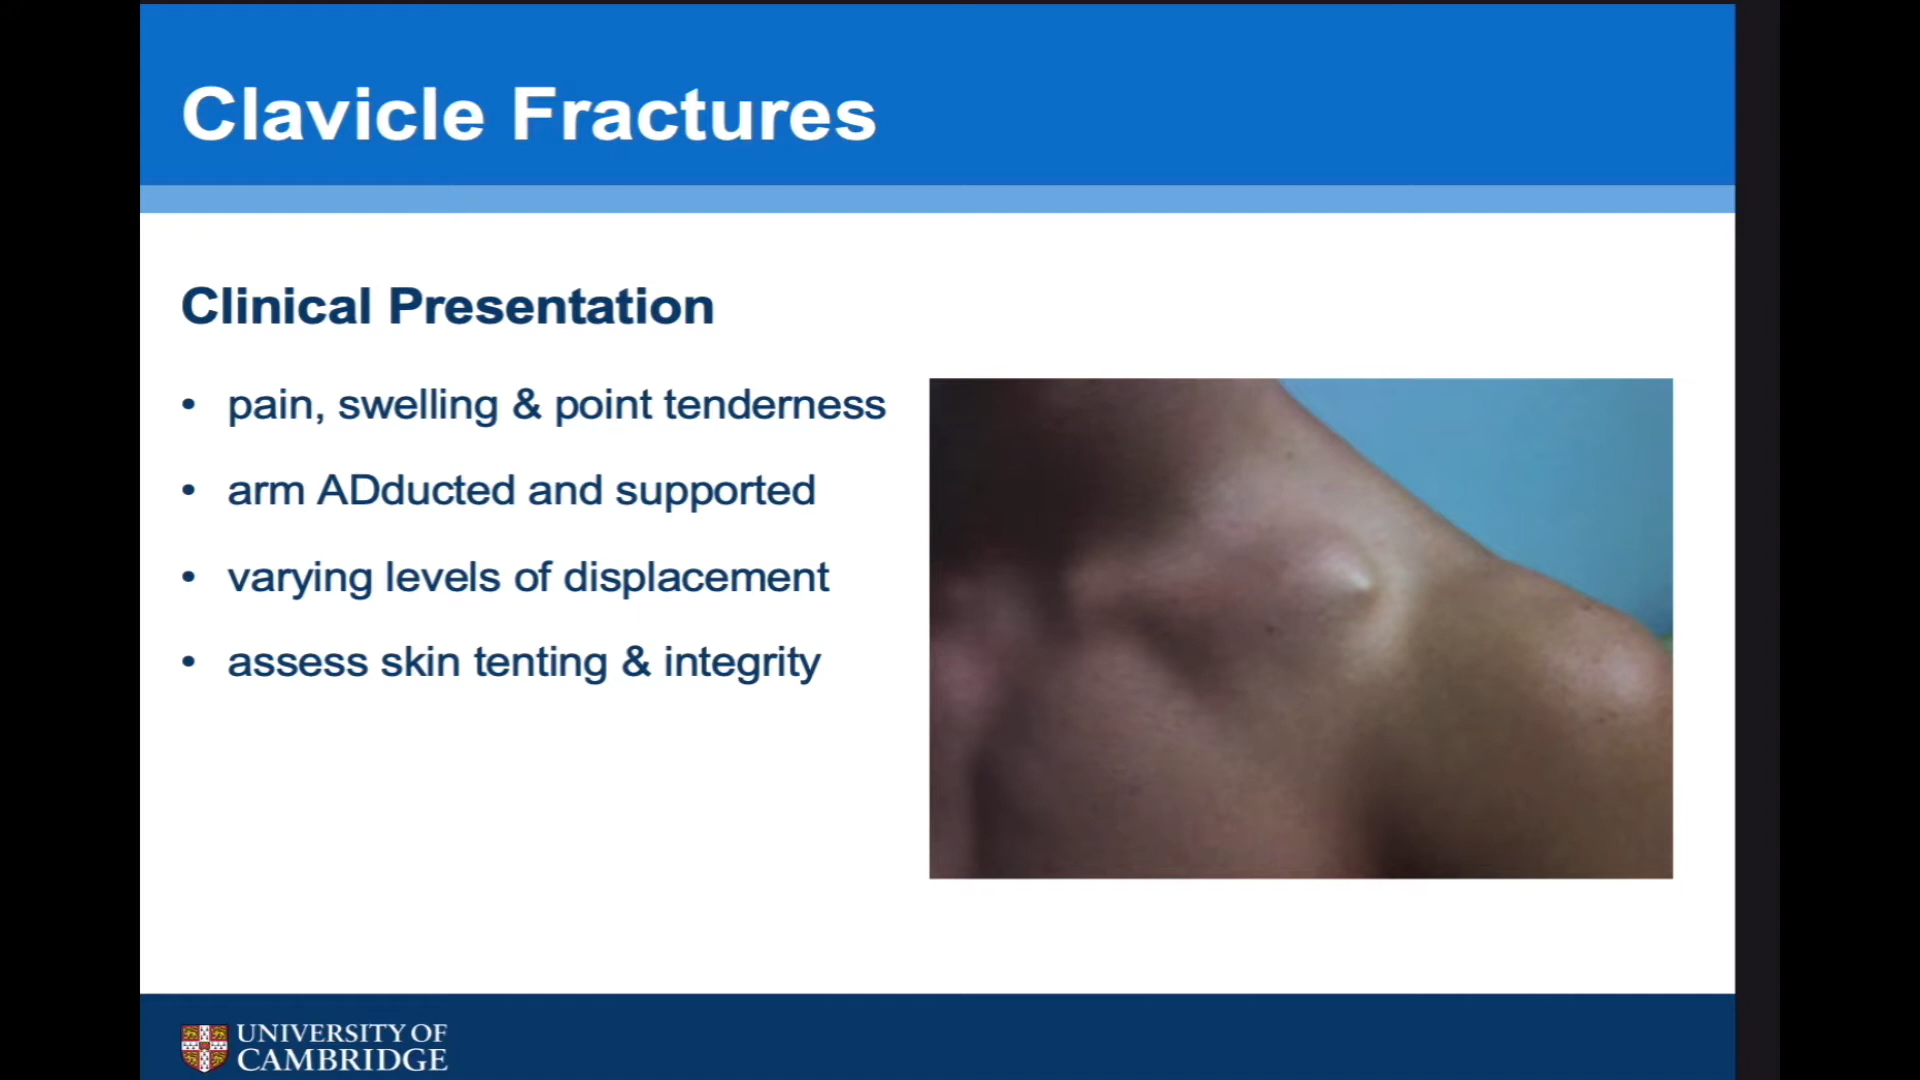 Clavicle Fractures
Clinical Presentation
• pain, swelling & point tenderness
• arm ADducted and supported
• varying levels of displacement
• assess skin tenting & integrity
UNIVERSITY OF
CAMBRIDGE